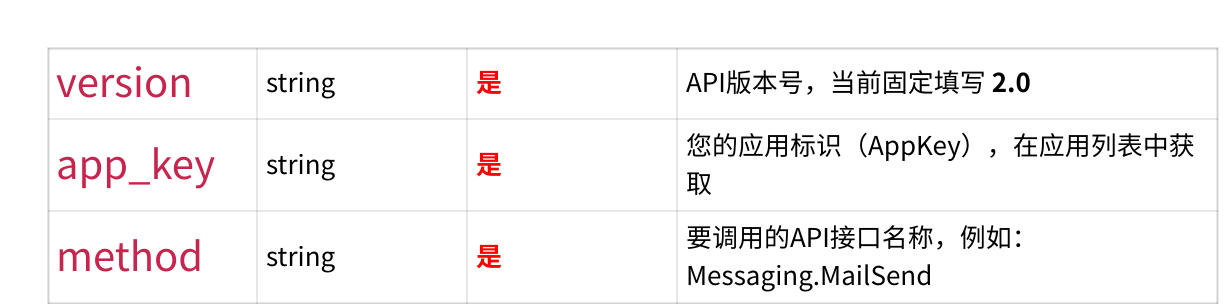 version string 是 API版本号，当前固定填写 2.0
app_key string 是 您的应用标识（AppKey），在应用列表中获
取
method string 是 要调用的API接口名称，例如：
Messaging.MailSend